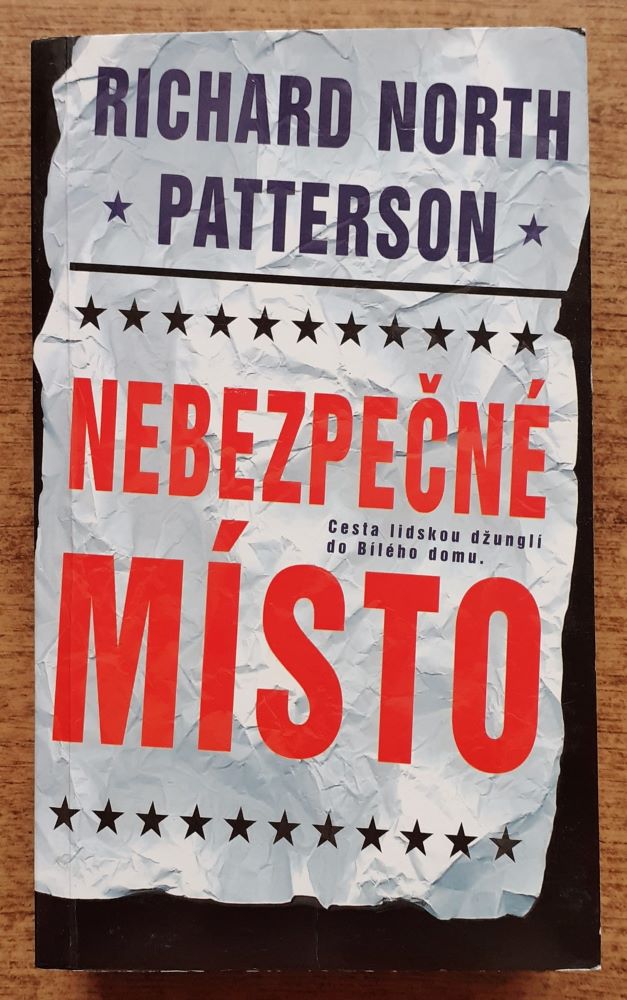 RICHARD NORTH
PATTERSON
NEBEZPEČNÉ
Cesta lidskou džunglí
do Bílého domu.
MÍSTO